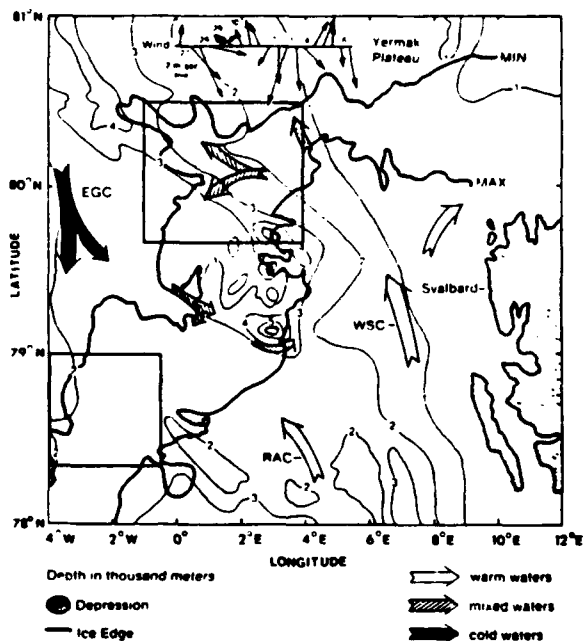 81°N
Wind
Yermak
Plateau
MIN
EGC
80°N
MAX
Svalbard
WSC
LATITUDE
79°N
RAC
78°N
4°W 2°W 0° 2°E 4°E 6°E 8°E 10°E 12°E
LONGITUDE
Depth in thousand meters
Depression
Ice Edge
warm waters
mixed waters
cold waters